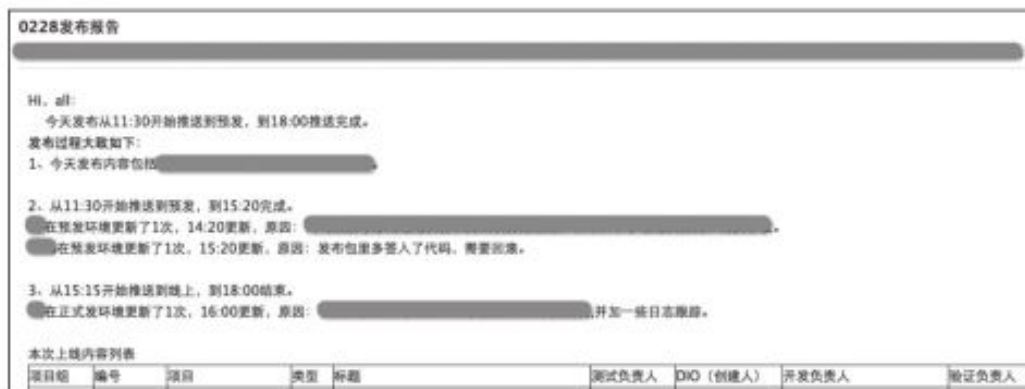 0228发布报告
Hi，all:
今天发布从11:30开始推送到预发，到18:00推送完成。
发布过程大致如下:
1、今天发布内容包括
2、从11:30开始推送到预发，到15:20完成。
在预发环境更新了1次，14:20更新，原因:
在预发环境更新了1次，15:20更新，原因: 发布包里多签入了代码，需要回滚。
3、从15:15开始推送到线上，到18:00结束。
在正式发环境更新了1次，16:00更新，原因: 并加一些日志跟踪。
本次上线内容列表
项目组 编号 项目 类型 标题 测试负责人 DIO（创建人） 开发负责人 验证负责人